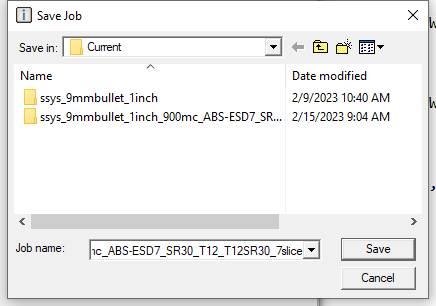 Save Job
Save in: Current
Name Date modified
ssys_9mmbullet_1inch 2/9/2023 10:40 AM
ssys_9mmbullet_1inch_900mc_ABS-ESD7_SR... 2/15/2023 9:04 AM
Job name: nc_ABS-ESD7_SR30_T12_T12SR30_7slice Save
Cancel